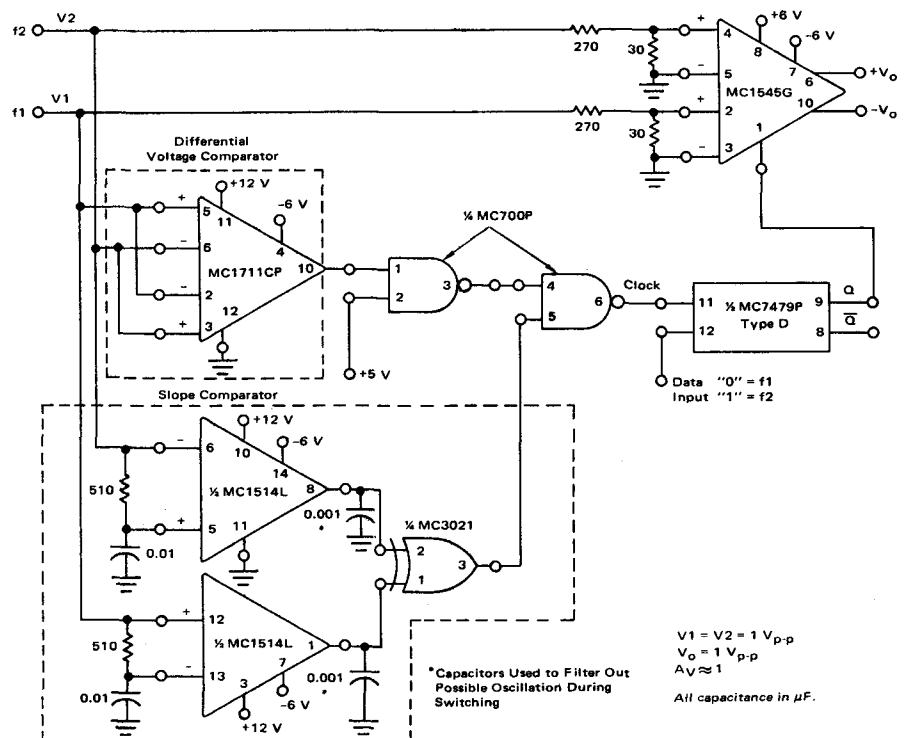 f2
V2
270
30
+
4
-
5
+6 V
8
-6 V
7
6
+Vo
MC1545G
10
-Vo
f1
V1
270
30
+
2
-
3
1
Differential
Voltage Comparator
+12 V
-6 V
+
5
11
4
-
6
MC1711CP
10
-
2
12
+
3
¼ MC700P
1
3
2
+5 V
4
6
5
Clock
11
½ MC7479P
9
Q
12
Type D
8
Q̅
Data "0" = f1
Input "1" = f2
Slope Comparator
+12 V
-6 V
-
6
10
14
510
½ MC1514L
8
+
5
11
0.01
0.001
*
¼ MC3021
2
3
1
+
12
510
½ MC1514L
1
-
13
7
0.01
3
-6 V
+12 V
0.001
*Capacitors Used to Filter Out
Possible Oscillation During
Switching
V1 = V2 = 1 Vp-p
Vo = 1 Vp-p
AV ≈ 1
All capacitance in μF.